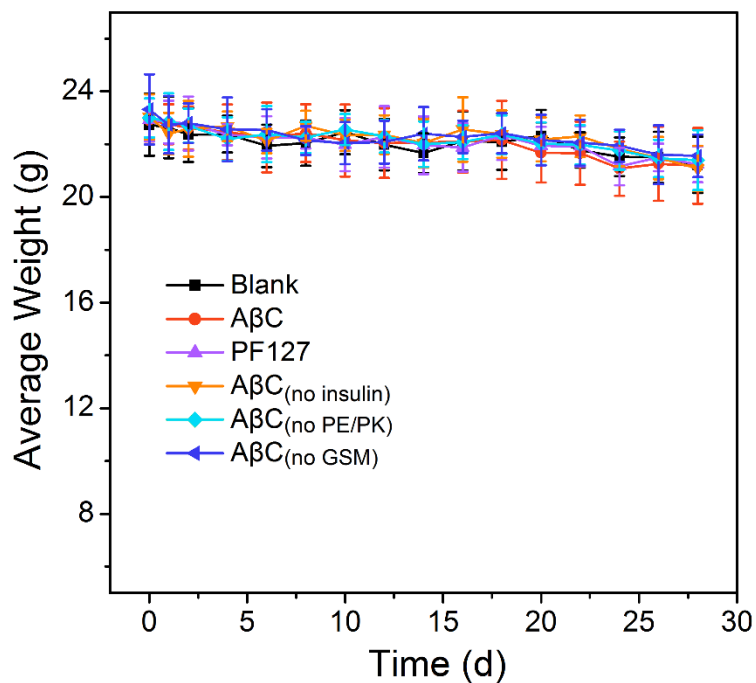 24
20
16
12
8
Average Weight (g)
Blank
AβC
PF127
AβC(no insulin)
AβC(no PE/PK)
AβC(no GSM)
0 5 10 15 20 25 30
Time (d)